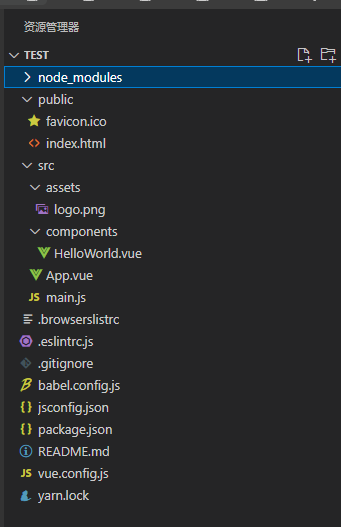 资源管理器
TEST
node_modules
public
favicon.ico
index.html
src
assets
logo.png
components
HelloWorld.vue
App.vue
JS main.js
.browserslistrc
.eslintrc.js
.gitignore
babel.config.js
jsconfig.json
package.json
README.md
JS vue.config.js
yarn.lock